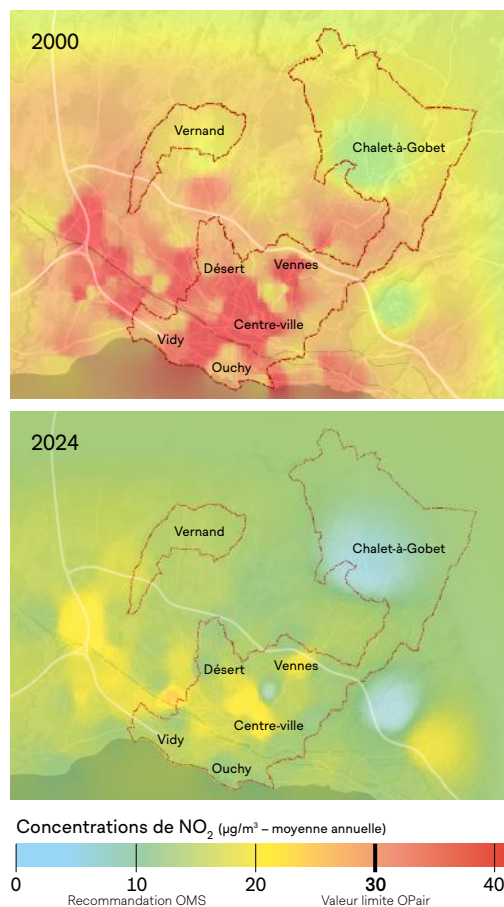 2000
Vernand
Chalet-à-Gobet
Désert
Vennes
Centre-ville
Vidy
Ouchy
2024
Vernand
Chalet-à-Gobet
Désert
Vennes
Centre-ville
Vidy
Ouchy
Concentrations de NO₂ (µg/m³ – moyenne annuelle)
0 10 20 30 40
Recommandation OMS Valeur limite OPair